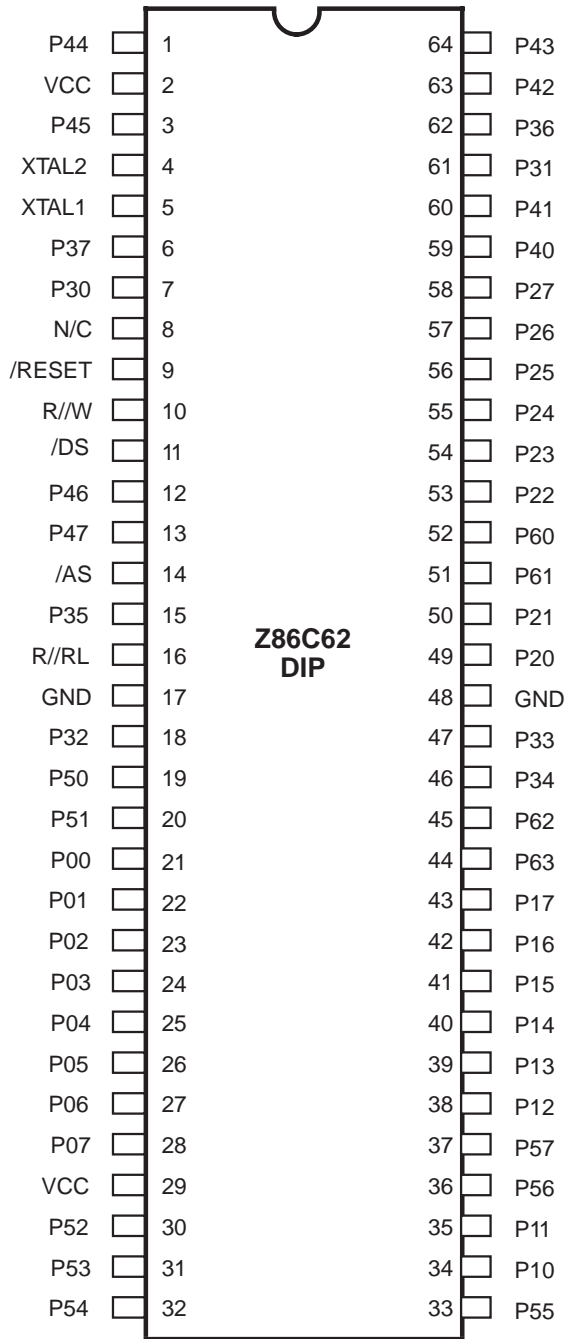 P44 1 64 P43
VCC 2 63 P42
P45 3 62 P36
XTAL2 4 61 P31
XTAL1 5 60 P41
P37 6 59 P40
P30 7 58 P27
N/C 8 57 P26
/RESET 9 56 P25
R//W 10 55 P24
/DS 11 54 P23
P46 12 53 P22
P47 13 52 P60
/AS 14 51 P61
P35 15 50 P21
Z86C62
R//RL 16 49 P20
DIP
GND 17 48 GND
P32 18 47 P33
P50 19 46 P34
P51 20 45 P62
P00 21 44 P63
P01 22 43 P17
P02 23 42 P16
P03 24 41 P15
P04 25 40 P14
P05 26 39 P13
P06 27 38 P12
P07 28 37 P57
VCC 29 36 P56
P52 30 35 P11
P53 31 34 P10
P54 32 33 P55